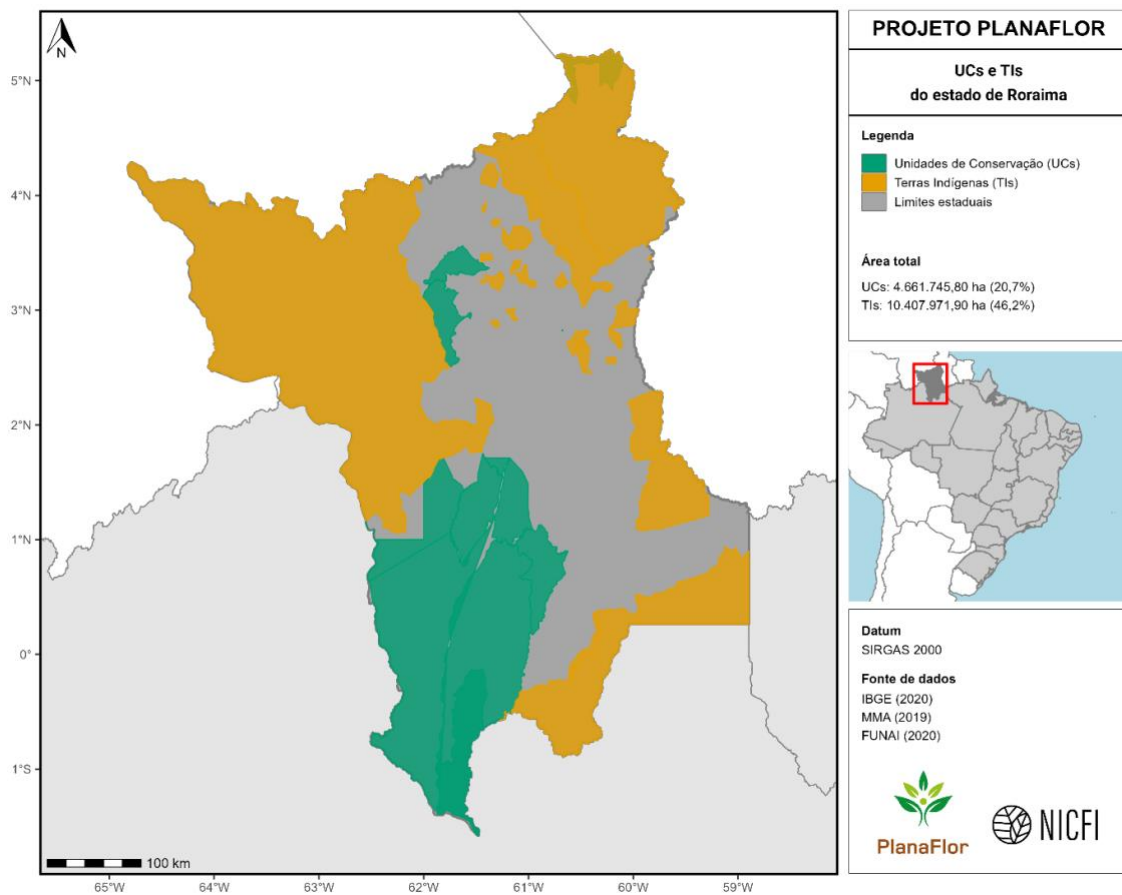 N
5°N
4°N
3°N
2°N
1°N
0°
1°S
100 km
65°W
64°W
63°W
62°W
61°W
60°W
59°W
PROJETO PLANAFLOR
UCs e TIs
do estado de Roraima
Legenda
Unidades de Conservação (UCs)
Terras Indígenas (TIs)
Limites estaduais
Área total
UCs: 4.661.745,80 ha (20,7%)
TIs: 10.407.971,90 ha (46,2%)
Datum
SIRGAS 2000
Fonte de dados
IBGE (2020)
MMA (2019)
FUNAI (2020)
PlanaFlor
NICFI